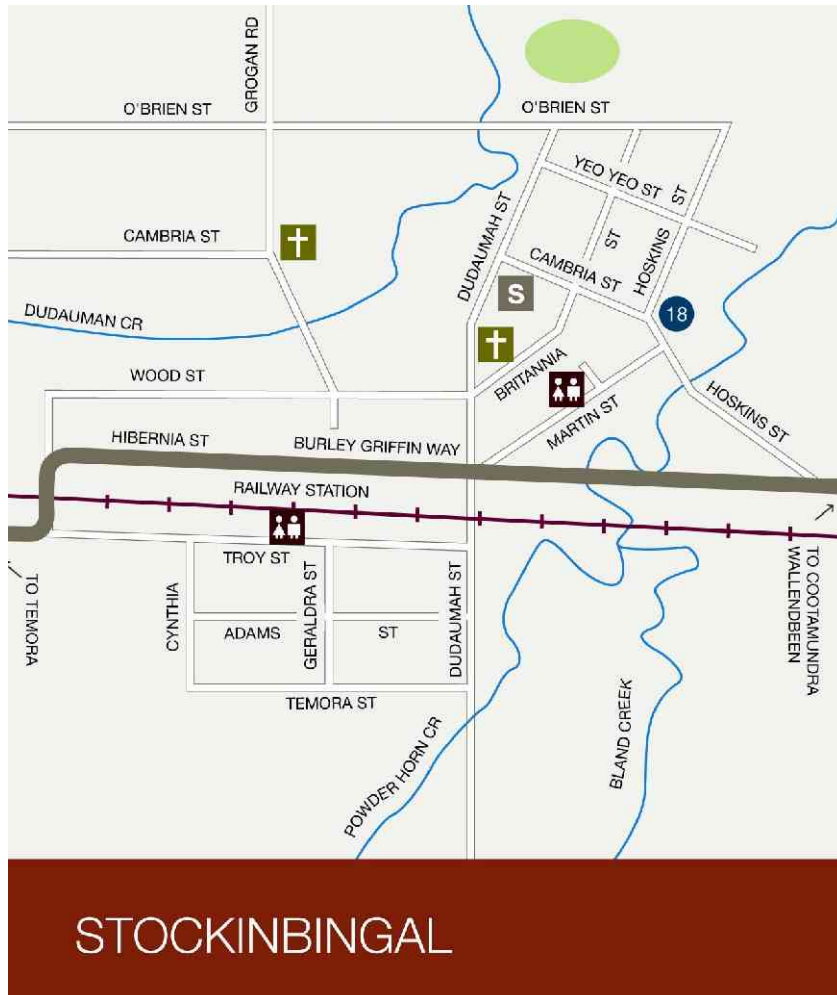 GROGAN RD
O'BRIEN ST
O'BRIEN ST
YEO YEO ST
ST
CAMBRIA ST
DUDAUMAH ST
ST
HOSKINS
CAMBRIA ST
S
DUDAUMAN CR
18
WOOD ST
BRITANNIA
MARTIN ST
HOSKINS ST
HIBERNIA ST
BURLEY GRIFFIN WAY
RAILWAY STATION
TROY ST
TO TEMORA
CYNTHIA
GERALDRA ST
DUDAUMAH ST
TO COOTAMUNDRA
WALLENDBEEN
ADAMS
ST
TEMORA ST
POWDER HORN CR
BLAND CREEK
STOCKINBINGAL